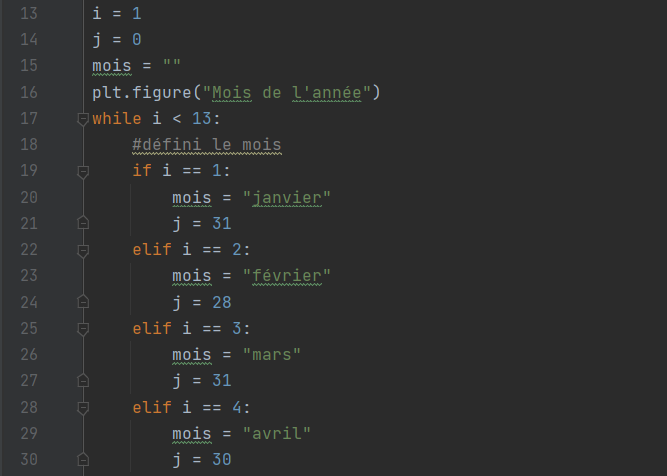 13 i = 1
14 j = 0
15 mois = ""
16 plt.figure("Mois de l'année")
17 while i < 13:
18     #défini le mois
19     if i == 1:
20         mois = "janvier"
21         j = 31
22     elif i == 2:
23         mois = "février"
24         j = 28
25     elif i == 3:
26         mois = "mars"
27         j = 31
28     elif i == 4:
29         mois = "avril"
30         j = 30